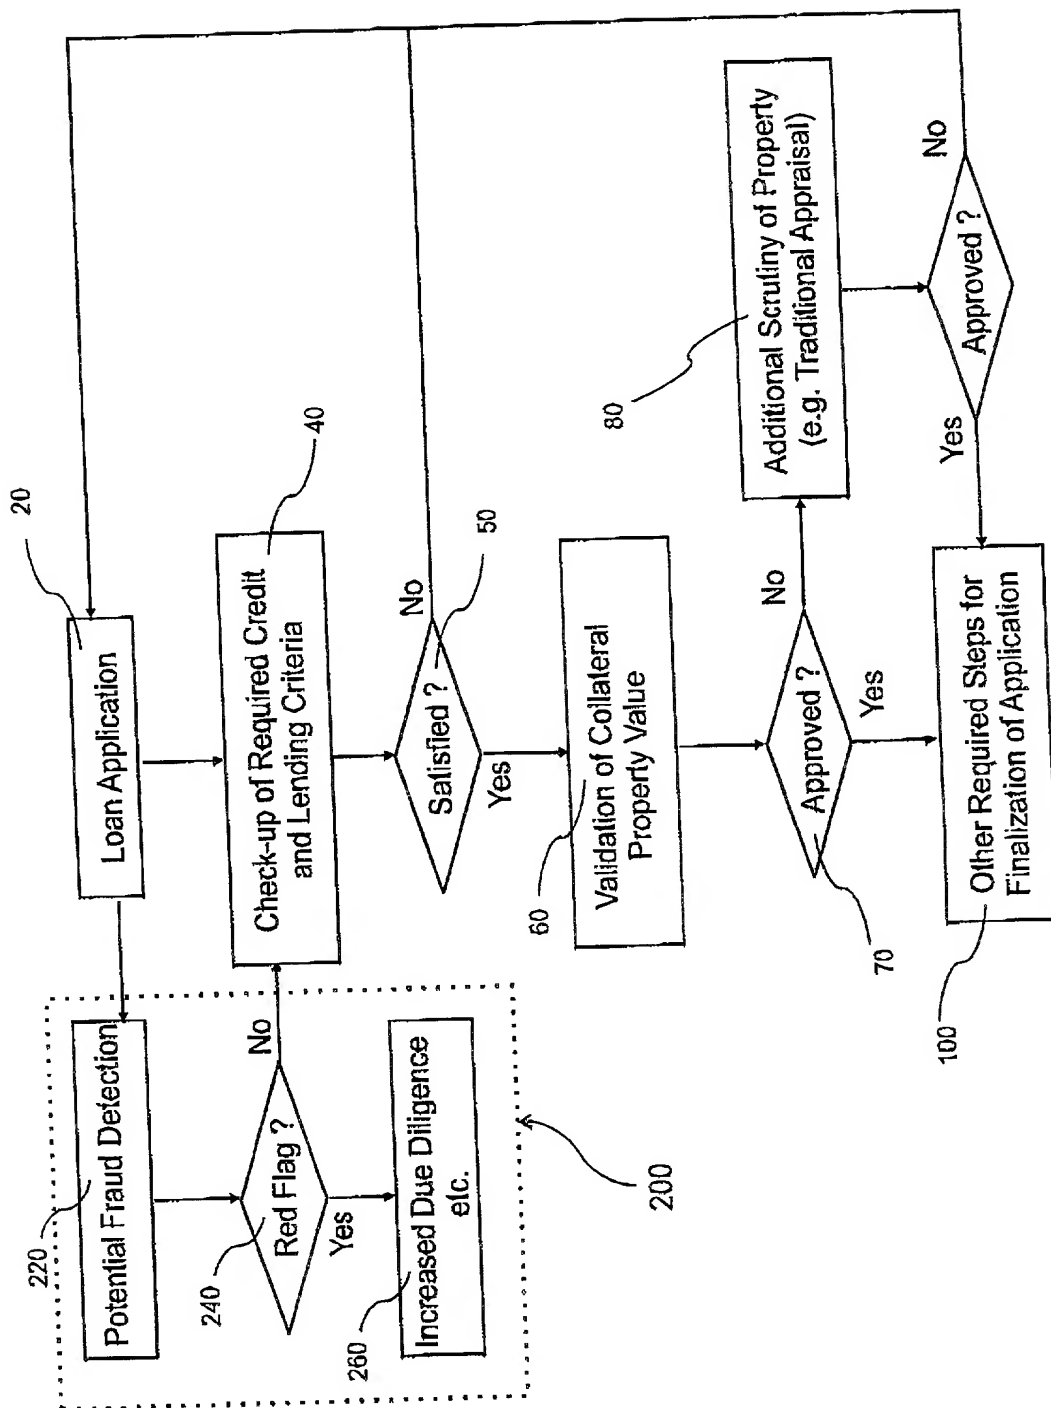 20
Loan Application
220
Potential Fraud Detection
40
Check-up of Required Credit
and Lending Criteria
240
Red Flag ?
No
Yes
260
Increased Due Diligence
etc.
200
50
Satisfied ?
No
Yes
60
Validation of Collateral
Property Value
70
Approved ?
No
Yes
80
Additional Scrutiny of Property
(e.g. Traditional Appraisal)
Approved ?
No
Yes
100
Other Required Steps for
Finalization of Application